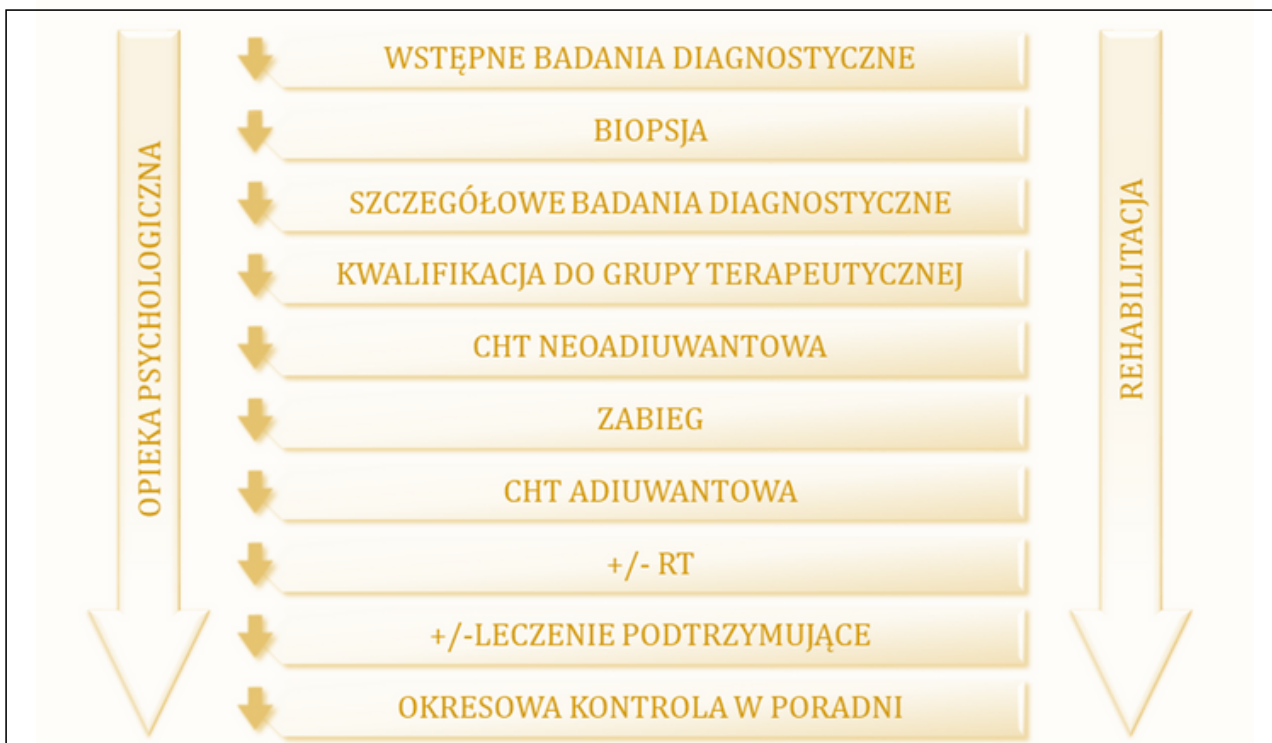 OPIEKA PSYCHOLOGICZNA
WSTĘPNE BADANIA DIAGNOSTYCZNE
BIOPSJA
SZCZEGÓŁOWE BADANIA DIAGNOSTYCZNE
KWALIFIKACJA DO GRUPY TERAPEUTYCZNEJ
CHT NEOADIUWANTOWA
ZABIEG
CHT ADIUWANTOWA
+/- RT
+/-LECZENIE PODTRZYMUJĄCE
OKRESOWA KONTROLA W PORADNI
REHABILITACJA